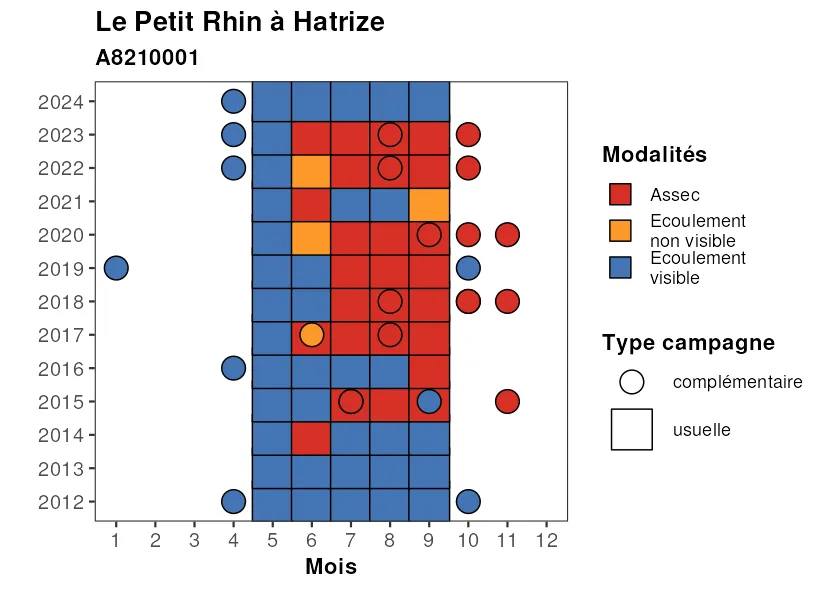 Le Petit Rhin à Hatrize
A8210001
2024
2023
2022
2021
2020
2019
2018
2017
2016
2015
2014
2013
2012
1 2 3 4 5 6 7 8 9 10 11 12
Mois
Modalités
Assec
Ecoulement
non visible
Ecoulement
visible
Type campagne
complémentaire
usuelle